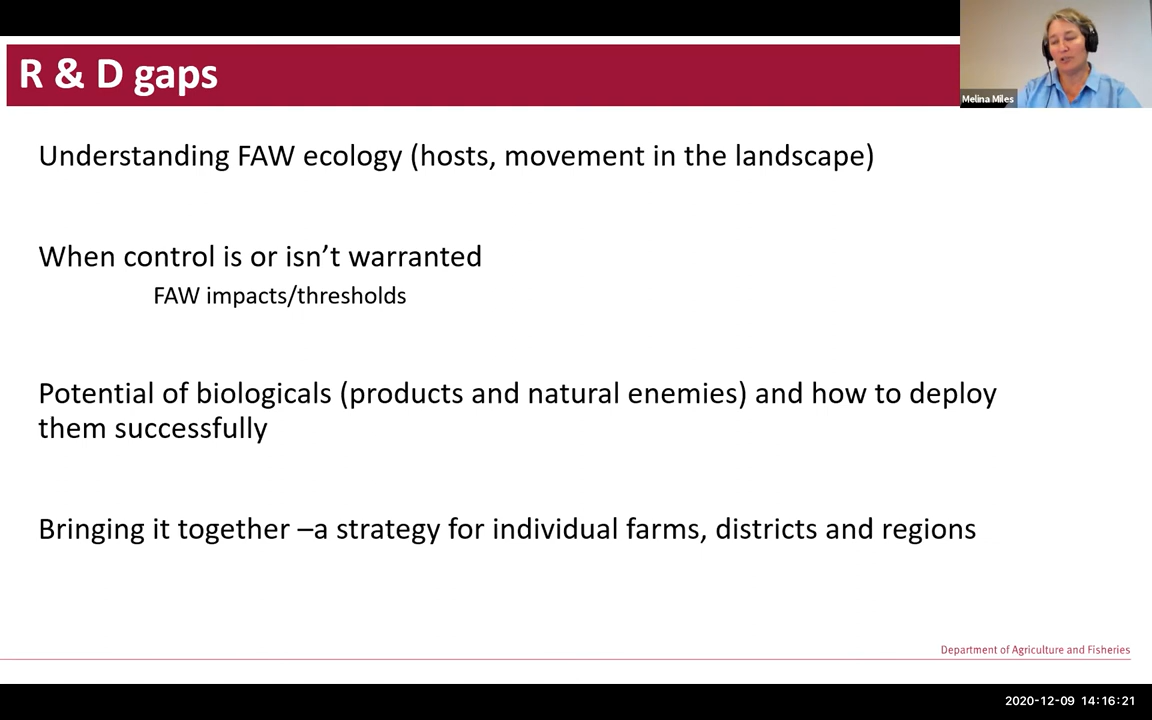 R & D gaps
Melina Miles
Understanding FAW ecology (hosts, movement in the landscape)
When control is or isn’t warranted
FAW impacts/thresholds
Potential of biologicals (products and natural enemies) and how to deploy
them successfully
Bringing it together –a strategy for individual farms, districts and regions
Department of Agriculture and Fisheries
2020-12-09 14:16:21